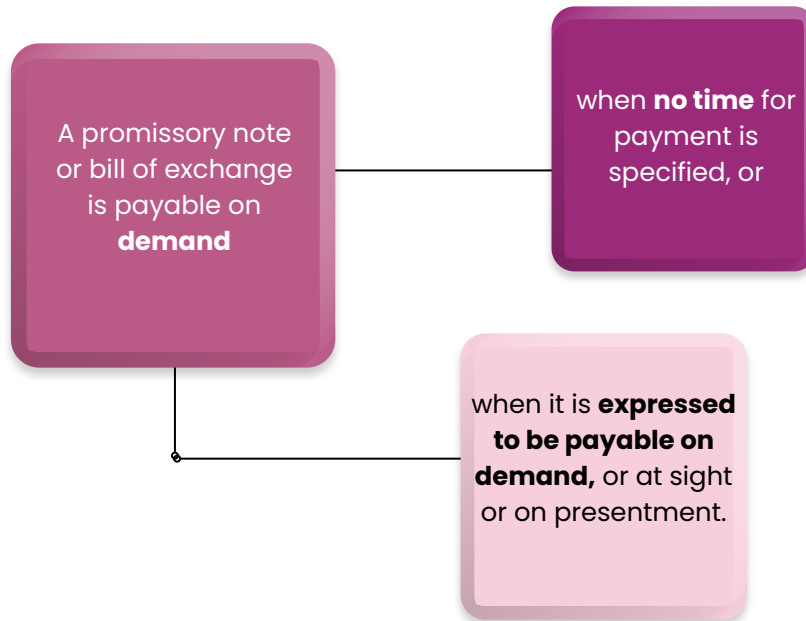 A promissory note
or bill of exchange
is payable on
demand
when no time for
payment is
specified, or
when it is expressed
to be payable on
demand, or at sight
or on presentment.